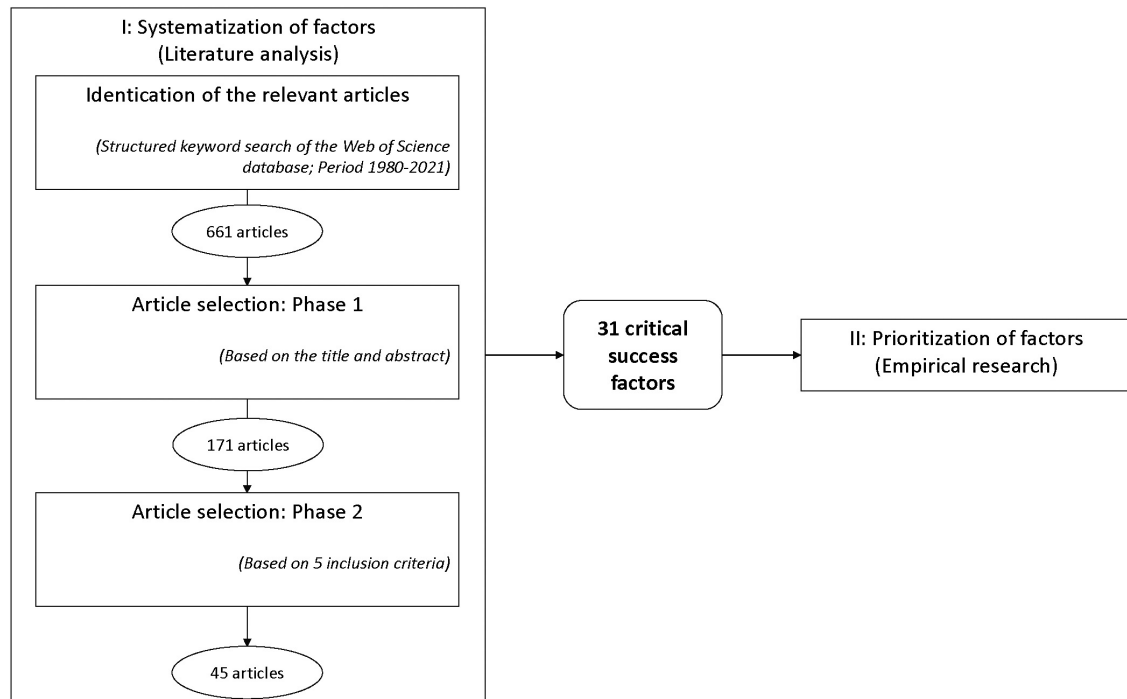 I: Systematization of factors
(Literature analysis)
Identication of the relevant articles
(Structured keyword search of the Web of Science
database; Period 1980-2021)
661 articles
Article selection: Phase 1
(Based on the title and abstract)
171 articles
Article selection: Phase 2
(Based on 5 inclusion criteria)
45 articles
31 critical
success
factors
II: Prioritization of factors
(Empirical research)